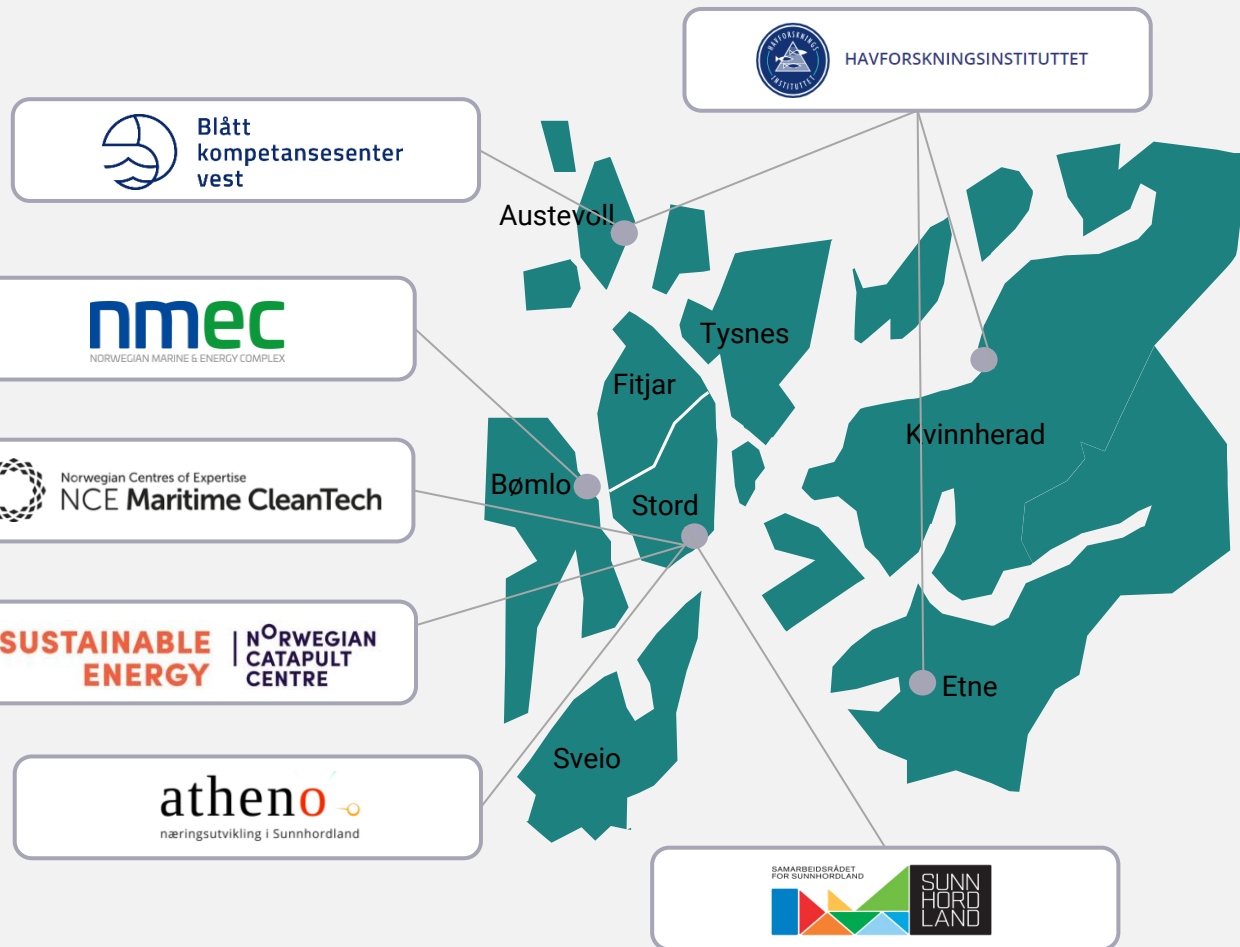 HAVFORSKNINGSINSTITUTTET
HAVFORSKNINGS
INSTITUTTET
Blått
kompetansesenter
vest
Austevoll
nmec
NORWEGIAN MARINE & ENERGY COMPLEX
Tysnes
Fitjar
Kvinnherad
Bømlo
Stord
Norwegian Centres of Expertise
NCE Maritime CleanTech
SUSTAINABLE
ENERGY
NORWEGIAN
CATAPULT
CENTRE
Etne
Sveio
atheno
næringsutvikling i Sunnhordland
SAMARBEIDSRÅDET
FOR SUNNHORDLAND
SUNN
HORD
LAND